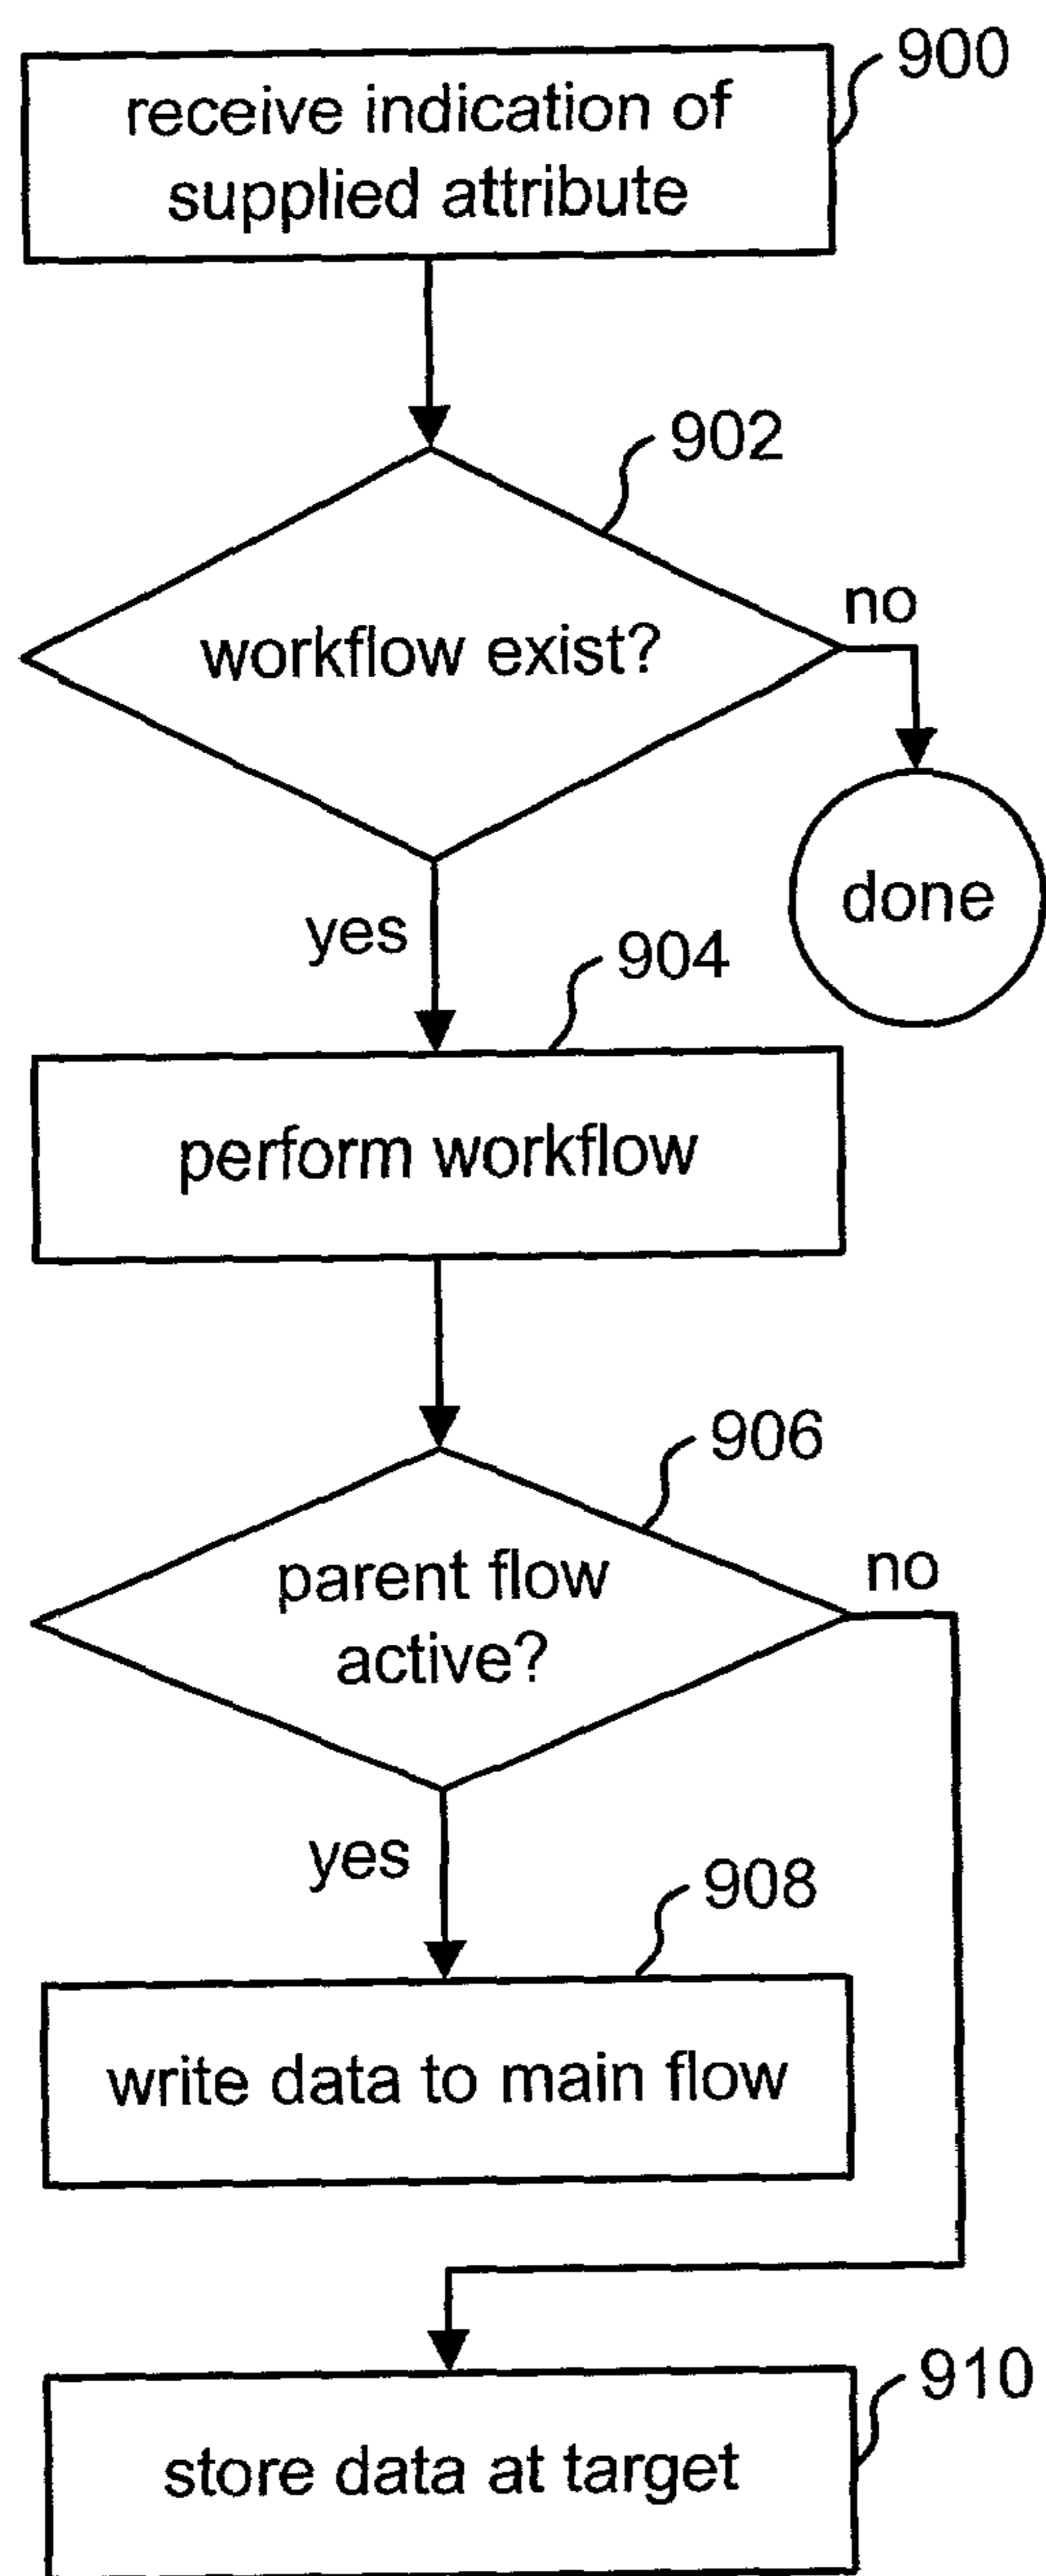 900
receive indication of
supplied attribute
902
workflow exist?
no
done
yes
904
perform workflow
906
parent flow
active?
no
yes
908
write data to main flow
910
store data at target